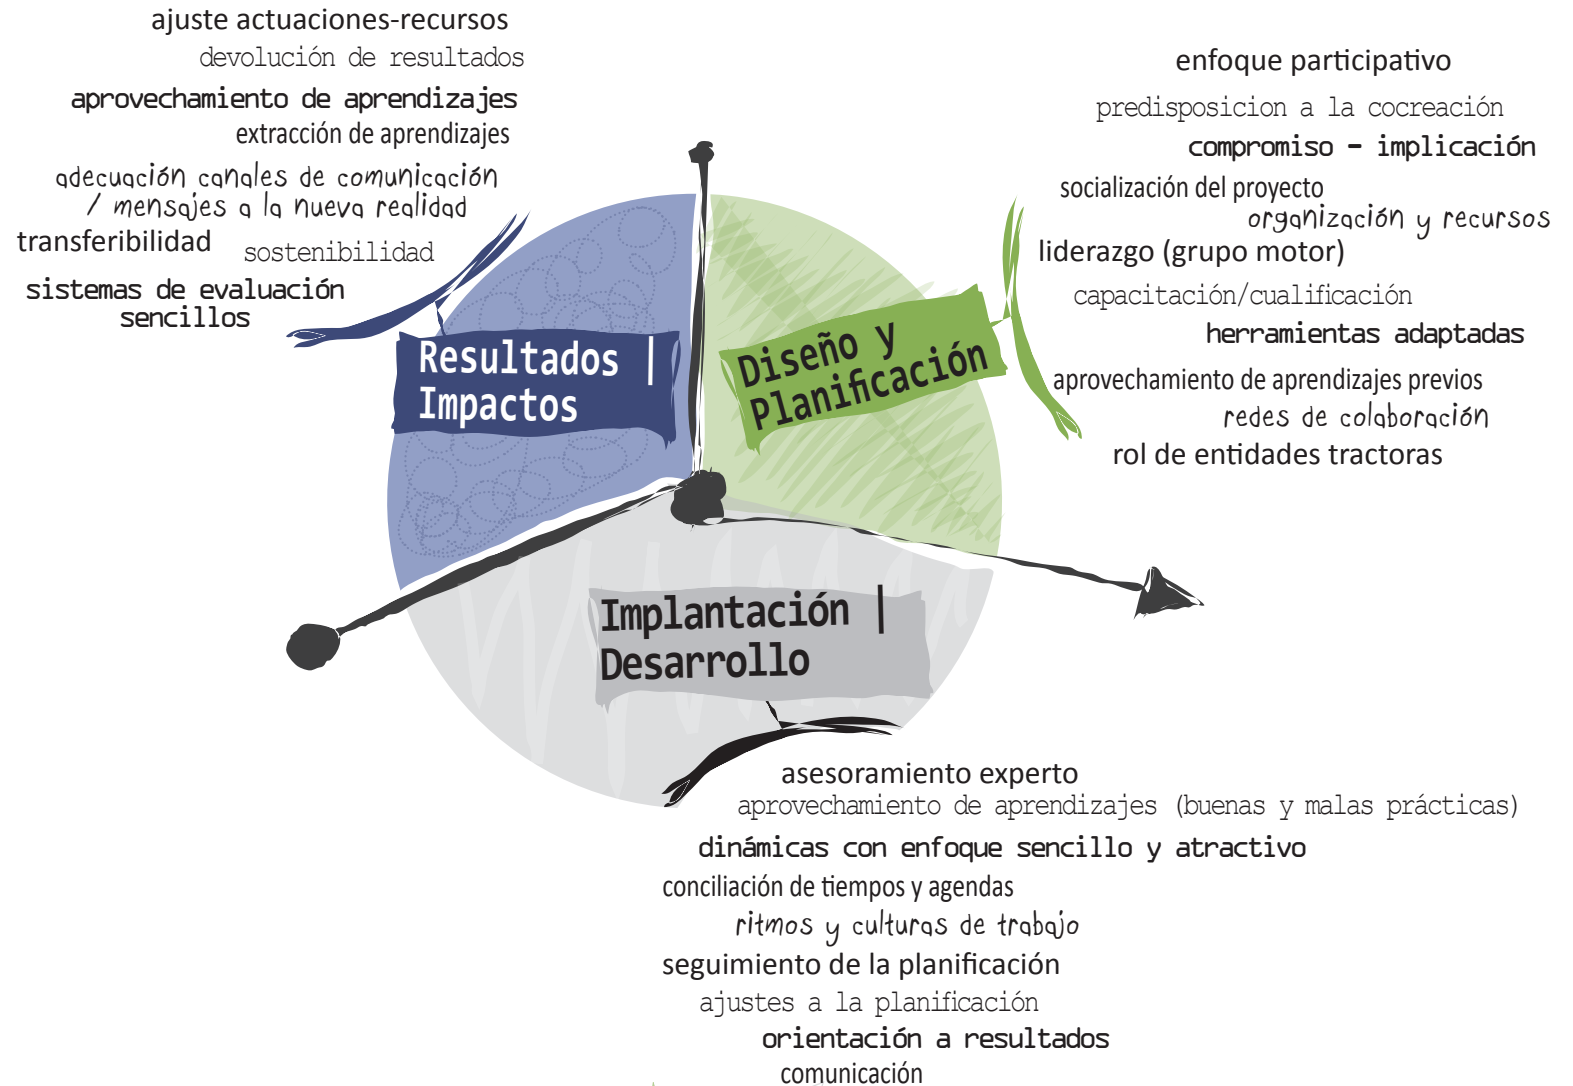 ajuste actuaciones-recursos
devolución de resultados
aprovechamiento de aprendizajes
extracción de aprendizajes
adecuación canales de comunicación
/ mensajes a la nueva realidad
transferibilidad
sostenibilidad
sistemas de evaluación
sencillos
Resultados |
Impactos
enfoque participativo
predisposicion a la cocreación
compromiso - implicación
socialización del proyecto
organización y recursos
liderazgo (grupo motor)
capacitación/cualificación
herramientas adaptadas
aprovechamiento de aprendizajes previos
redes de colaboración
rol de entidades tractoras
Diseño y
Planificación
Implantación |
Desarrollo
asesoramiento experto
aprovechamiento de aprendizajes (buenas y malas prácticas)
dinámicas con enfoque sencillo y atractivo
conciliación de tiempos y agendas
ritmos y culturas de trabajo
seguimiento de la planificación
ajustes a la planificación
orientación a resultados
comunicación